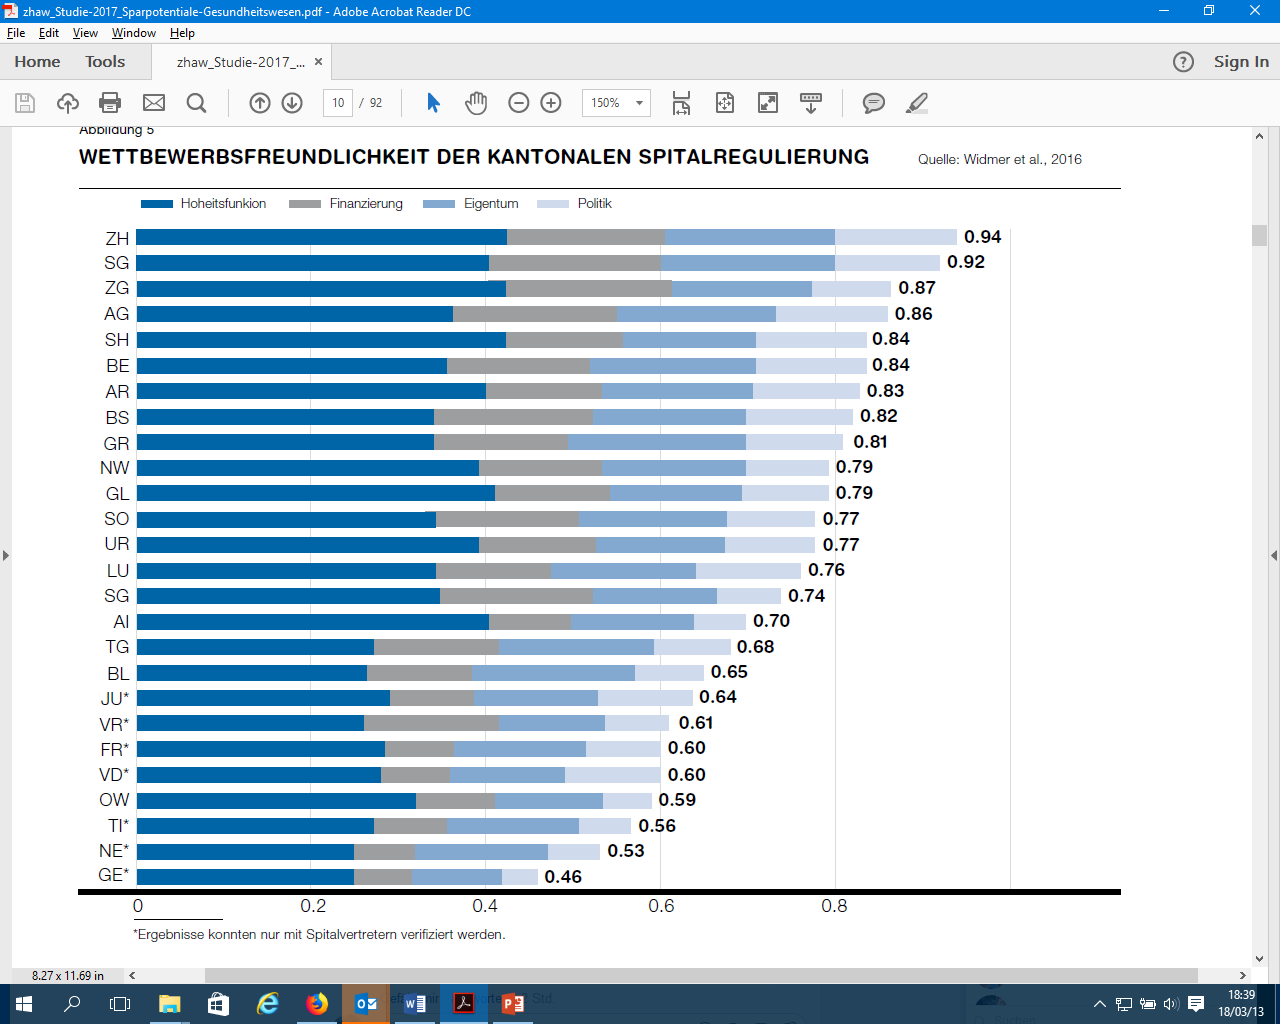 zhaw_Studie-2017_Sparpotentiale-Gesundheitswesen.pdf - Adobe Acrobat Reader DC
File Edit View Window Help
Home Tools zhaw_Studie-2017_... × ? Sign In
10 / 92 150%
Abbildung 5
WETTBEWERBSFREUNDLICHKEIT DER KANTONALEN SPITALREGULIERUNG Quelle: Widmer et al., 2016
Hoheitsfunkion Finanzierung Eigentum Politik
ZH 0.94
SG 0.92
ZG 0.87
AG 0.86
SH 0.84
BE 0.84
AR 0.83
BS 0.82
GR 0.81
NW 0.79
GL 0.79
SO 0.77
UR 0.77
LU 0.76
SG 0.74
AI 0.70
TG 0.68
BL 0.65
JU* 0.64
VR* 0.61
FR* 0.60
VD* 0.60
OW 0.59
TI* 0.56
NE* 0.53
GE* 0.46
0 0.2 0.4 0.6 0.8
*Ergebnisse konnten nur mit Spitalvertretern verifiziert werden.
8.27 x 11.69 in
18:39
18/03/13